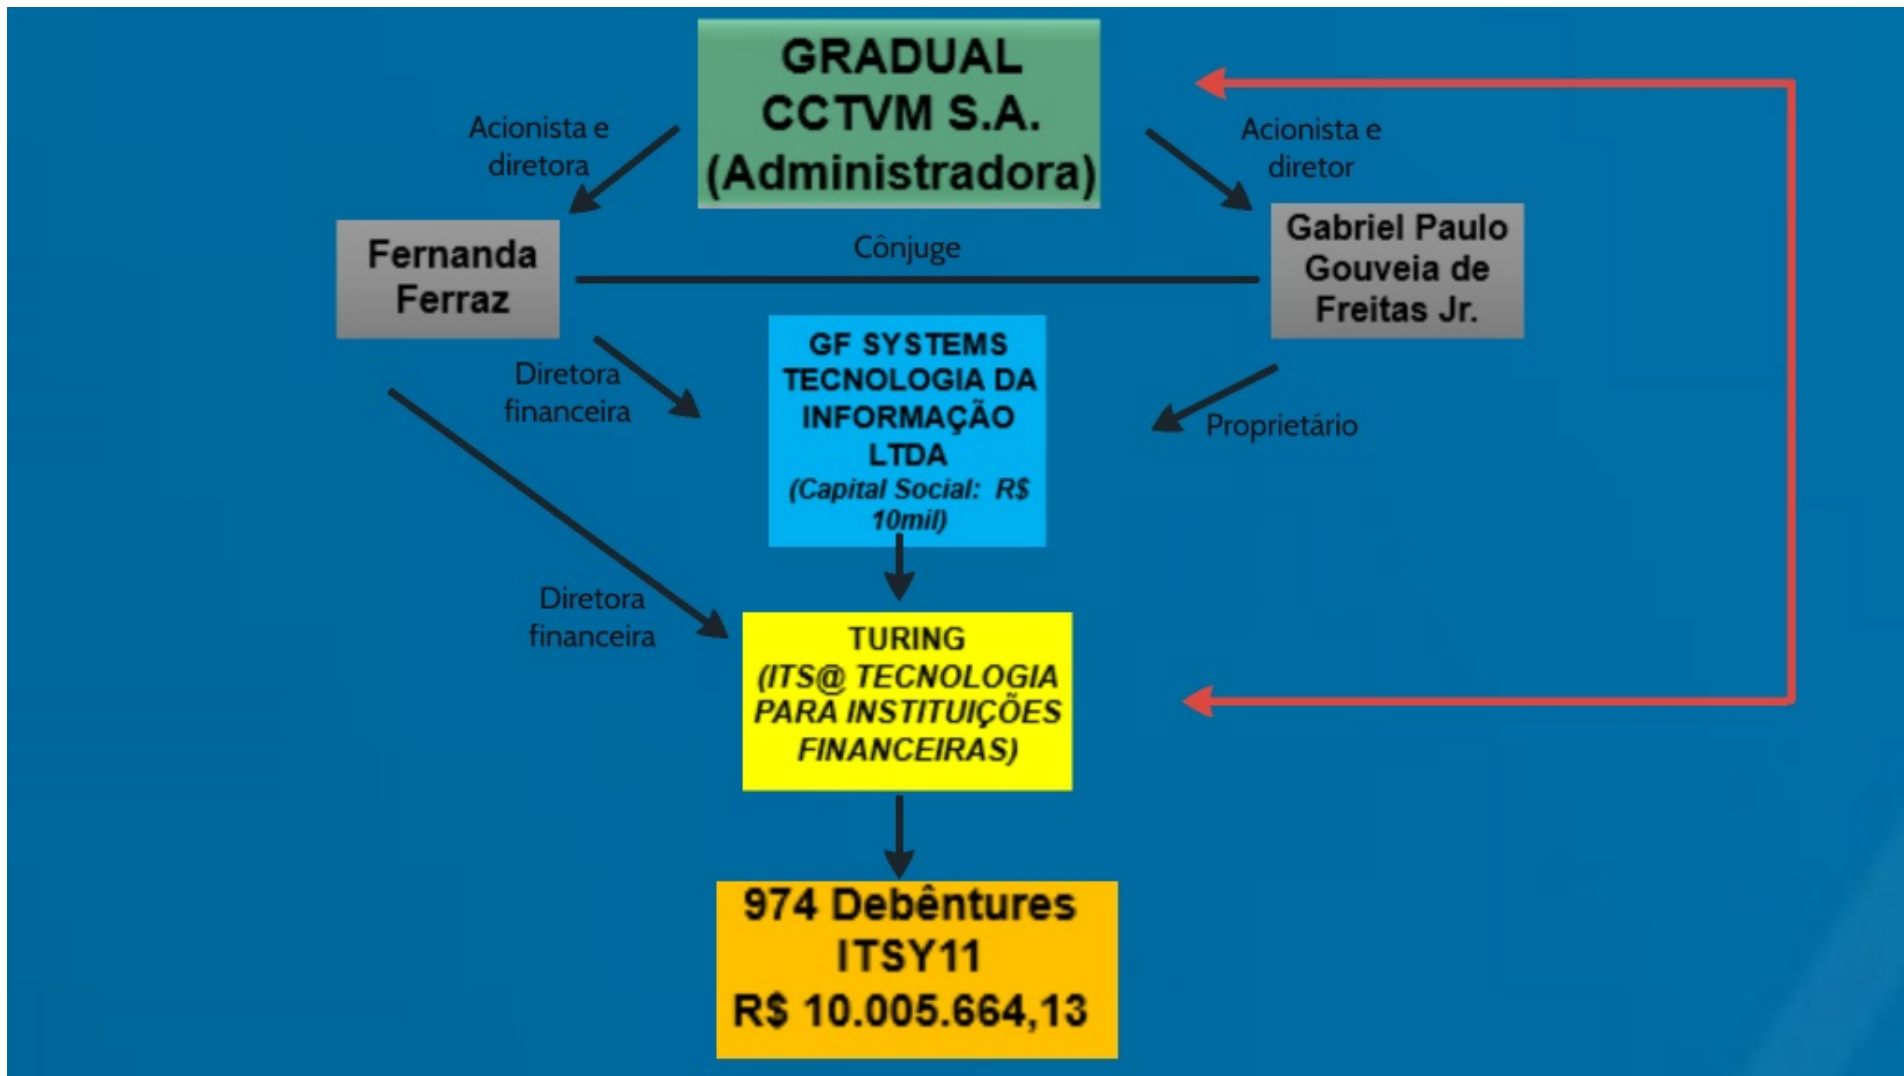 GRADUAL
CCTVM S.A.
(Administradora)
Acionista e
diretora
Acionista e
diretor
Fernanda
Ferraz
Cônjuge
Gabriel Paulo
Gouveia de
Freitas Jr.
Diretora
financeira
GF SYSTEMS
TECNOLOGIA DA
INFORMAÇÃO
LTDA
(Capital Social: R$
10mil)
Proprietário
Diretora
financeira
TURING
(ITS@ TECNOLOGIA
PARA INSTITUIÇÕES
FINANCEIRAS)
974 Debêntures
ITSY11
R$ 10.005.664,13